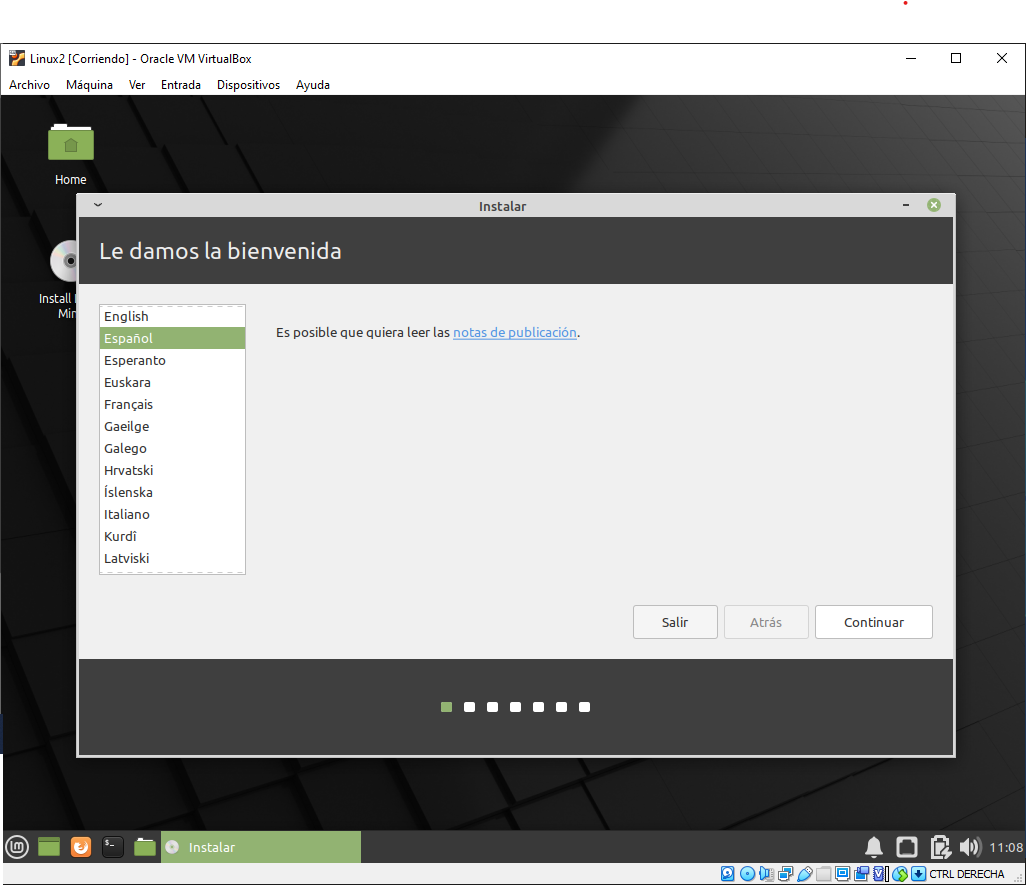 Linux2 [Corriendo] - Oracle VM VirtualBox
Archivo Máquina Ver Entrada Dispositivos Ayuda
Home
Install
Min
Instalar
Le damos la bienvenida
English
Español
Esperanto
Euskara
Français
Gaeilge
Galego
Hrvatski
Íslenska
Italiano
Kurdî
Latviski
Es posible que quiera leer las notas de publicación.
Salir Atrás Continuar
Instalar
11:08
CTRL DERECHA